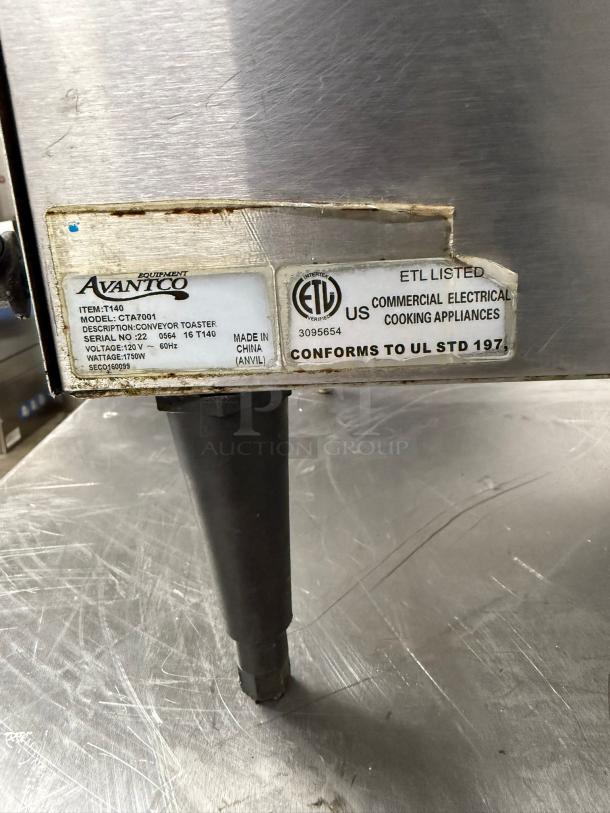 EQUIPMENT
AVANTCO
ITEM:T140
MODEL: CTA7001
DESCRIPTION:CONVEYOR TOASTER
SERIAL NO :22 0564 16 T140
VOLTAGE:120 V ~ 60Hz
WATTAGE:1750W
SECO160099
MADE IN
CHINA
(ANVIL)
INTERTEK
ETL
VERIFIED
3095654
US
ETL LISTED
COMMERCIAL ELECTRICAL
COOKING APPLIANCES
CONFORMS TO UL STD 197,
AUCTION GROUP